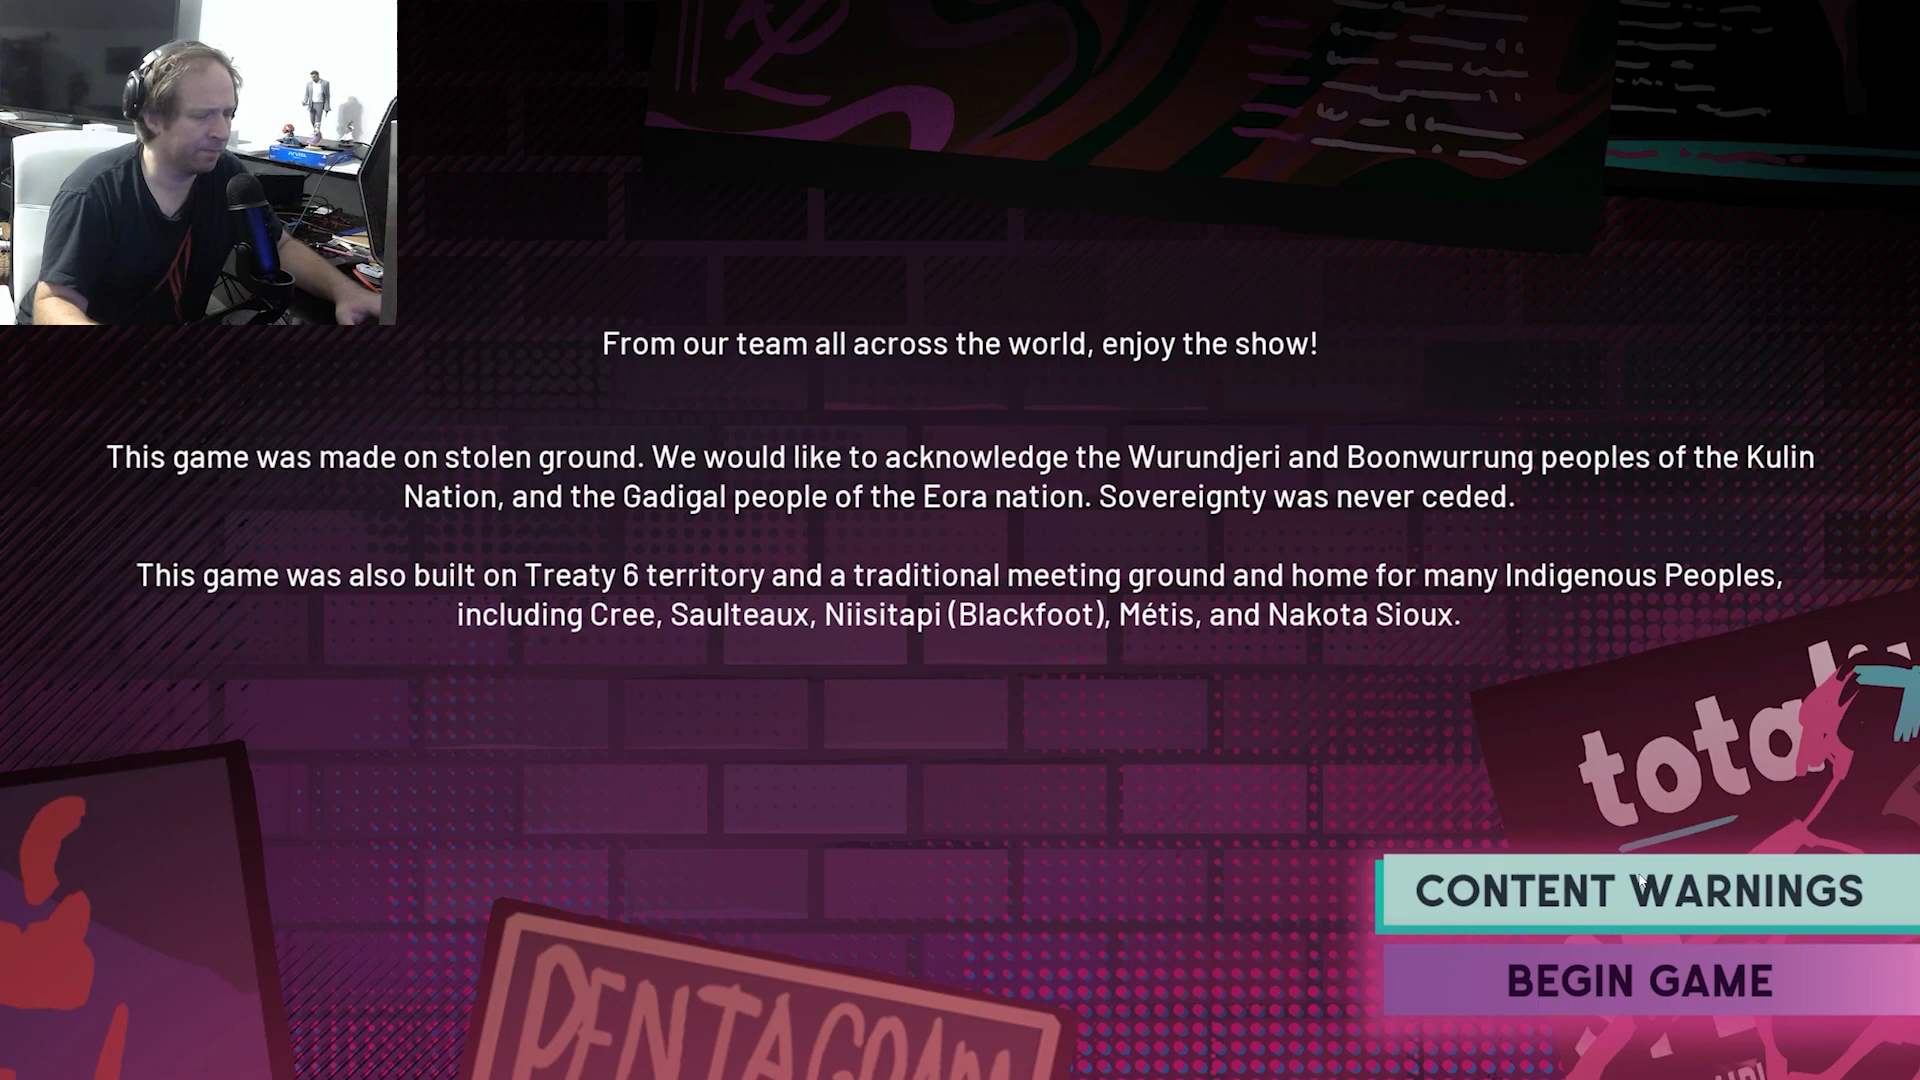 From our team all across the world, enjoy the show!
This game was made on stolen ground. We would like to acknowledge the Wurundjeri and Boonwurrung peoples of the Kulin
Nation, and the Gadigal people of the Eora nation. Sovereignty was never ceded.
This game was also built on Treaty 6 territory and a traditional meeting ground and home for many Indigenous Peoples,
including Cree, Saulteaux, Niisitapi (Blackfoot), Métis, and Nakota Sioux.
CONTENT WARNINGS
BEGIN GAME
PENTAGRAM